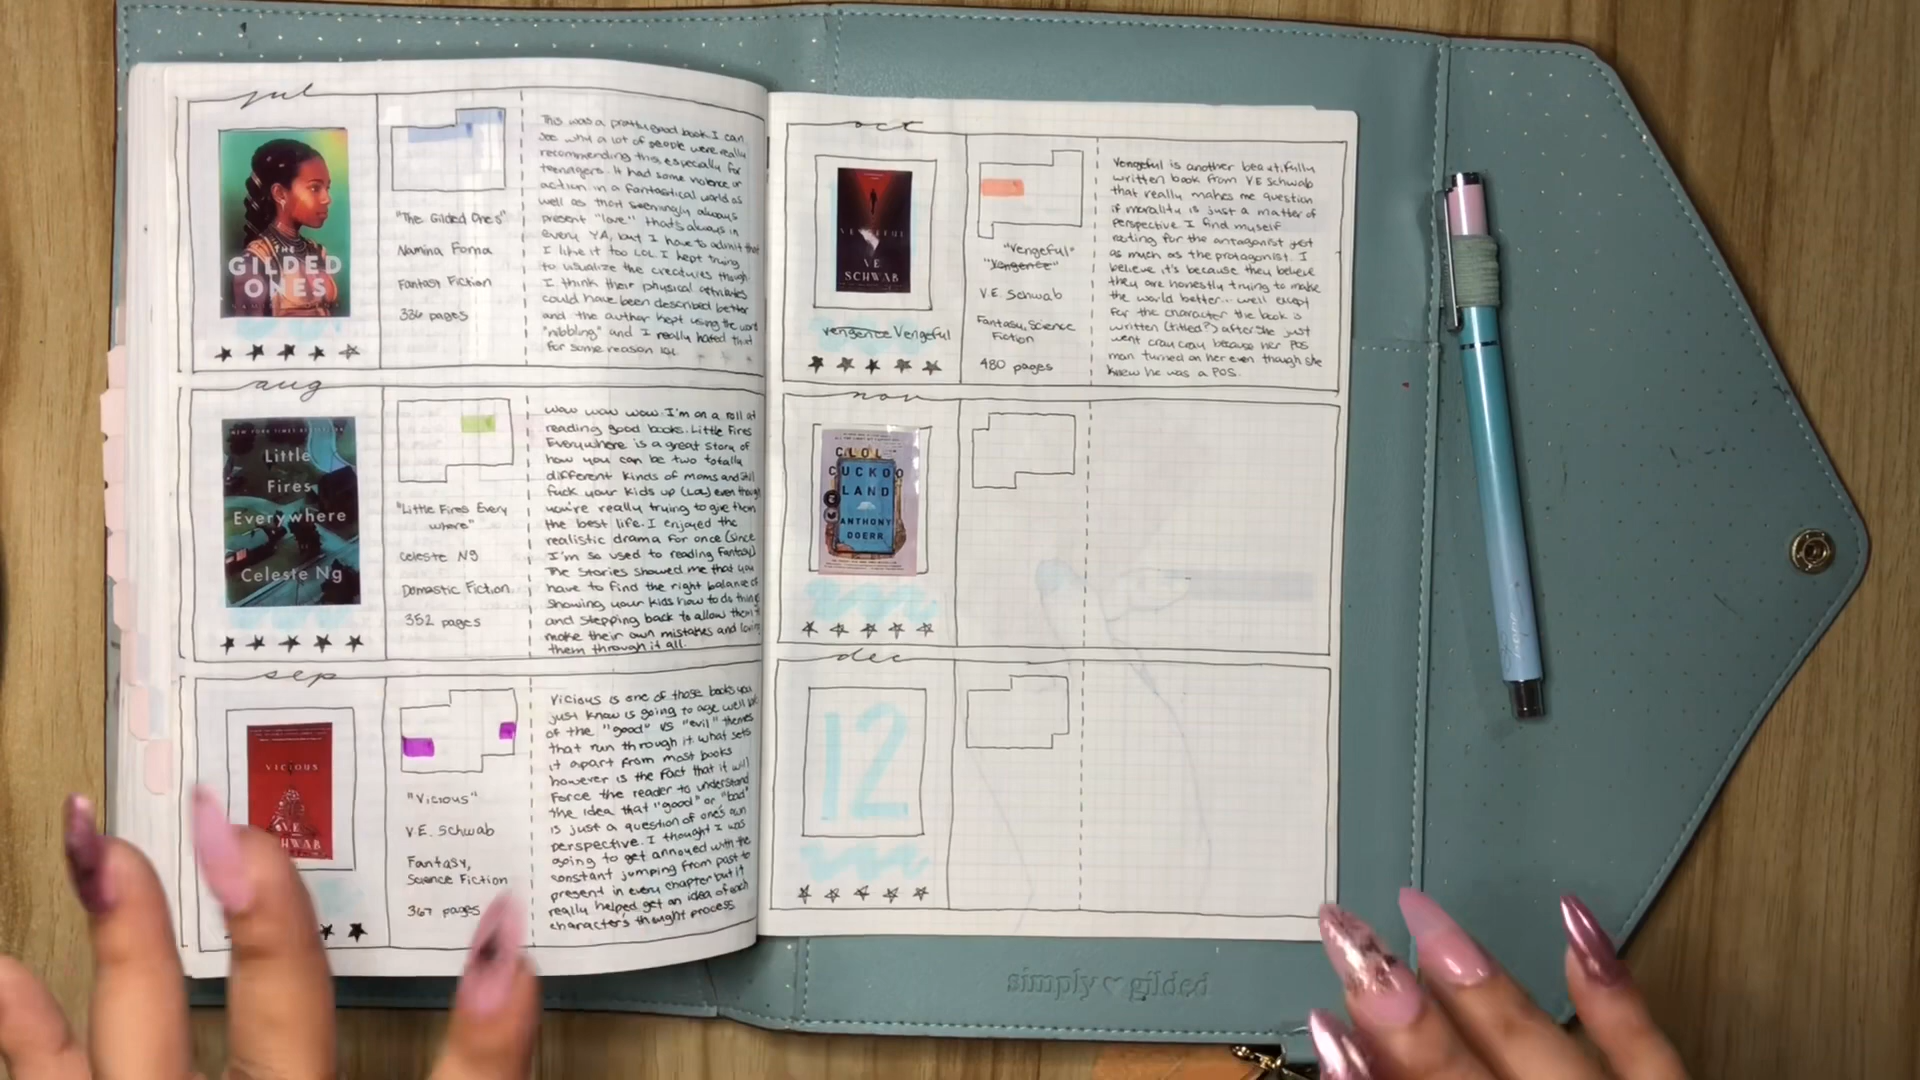 jul
THE
GILDED
ONES
"The Gilded Ones"
Namina Forna
Fantasy Fiction
336 pages
This was a pretty good book. I can
see why a lot of people were really
recommending this, especially for
teenagers. It had some violence or
action in a fantastical world as
well as that seemingly always
present "love" that's always in
every YA, but I have to admit that
I like it too LOL I kept trying
to visualize the creatures though
I think their physical attributes
could have been described better
and the author kept using the word
"nibbling" and I really hated that
for some reason lol
aug
Little
Fires
Everywhere
Celeste Ng
"Little Fires Every
where"
Celeste Ng
Domestic Fiction
352 pages
Wow wow wow. I'm on a roll at
reading good books. Little Fires
Everywhere is a great story of
how you can be two totally
different kinds of moms and still
fuck your kids up (LOL) even though
you're really trying to give them
the best life. I enjoyed the
realistic drama for once (since
I'm so used to reading Fantasy)
The stories showed me that you
have to find the right balance of
showing your kids how to do things
and stepping back to allow them to
make their own mistakes and loving
them through it all.
sep
VICIOUS
V.E.
HWAB
"Vicious"
V.E. Schwab
Fantasy,
Science Fiction
367 pages
Vicious is one of those books you
just know is going to age well
of the "good" vs "evil" themes
that run through it. What sets
it apart from most books
however is the fact that it will
force the reader to understand
the idea that "good" or "bad"
is just a question of one's own
perspective. I thought I was
going to get annoyed with the
constant jumping from past to
present in every chapter but it
really helped get an idea of each
character's thought process.
oct
VENGEFUL
VE
SCHWAB
vengence Vengeful
"Vengeful"
"Vengence"
V.E. Schwab
Fantasy, Science
Fiction
480 pages
Vengeful is another beautifully
written book from VE Schwab
that really makes me question
if morality is just a matter of
perspective I find myself
rooting for the antagonist just
as much as the protagonist. I
believe it's because they believe
they are honestly trying to make
the world better... well except
for the character the book is
written (titled?) after she just
went cray cray because her POS
man turned on her even though she
knew he was a POS.
nov
CLOUD
CUCKOO
LAND
ANTHONY
DOERR
dec
12
simply gilded